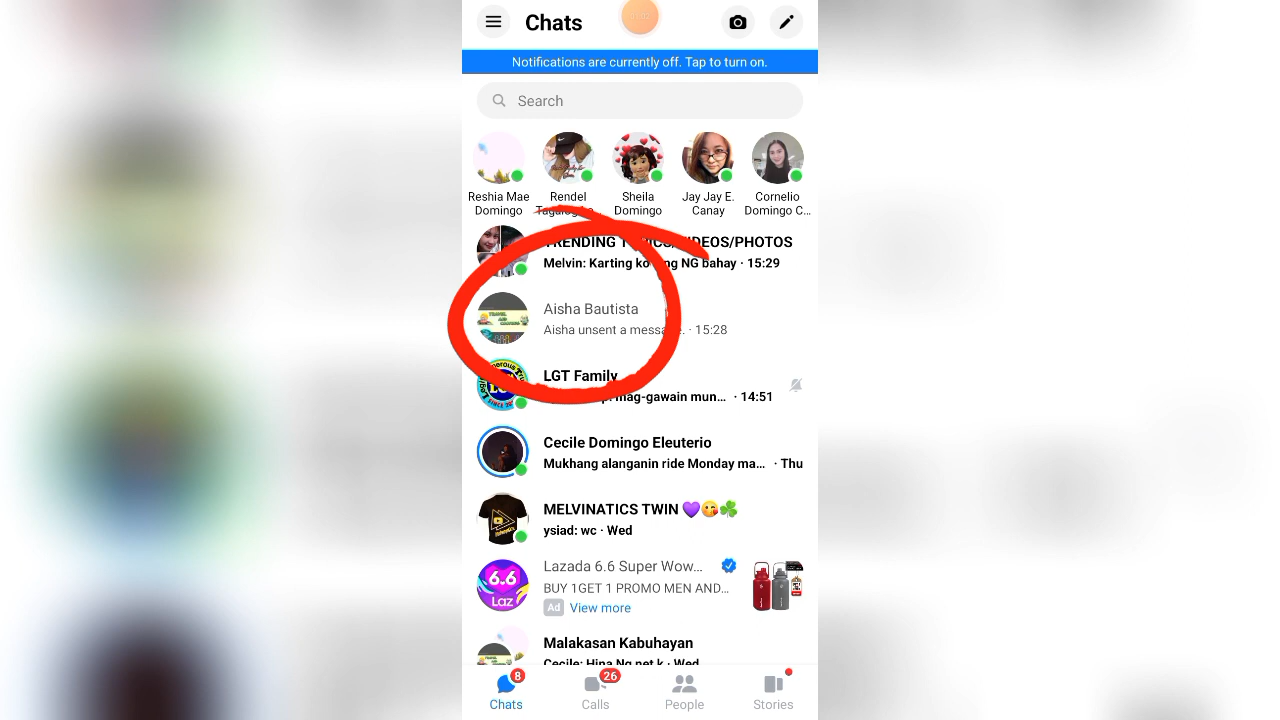 Chats
Notifications are currently off. Tap to turn on.
Search
Reshia Mae Domingo
Rendel
Sheila Domingo
Jay Jay E. Canay
Cornelio Domingo C...
TRENDING VIDEOS/PHOTOS
Melvin: Karting ko ng NG bahay · 15:29
Aisha Bautista
Aisha unsent a message. · 15:28
LGT Family
mag-gawain mun... · 14:51
Cecile Domingo Eleuterio
Mukhang alanganin ride Monday ma... · Thu
MELVINATICS TWIN 💜😋☘️
ysiad: wc · Wed
6.6
Laz
Lazada 6.6 Super Wow...
BUY 1GET 1 PROMO MEN AND...
Ad View more
Malakasan Kabuhayan
Cecile: Hina Ng net k · Wed
8
26
Chats
Calls
People
Stories